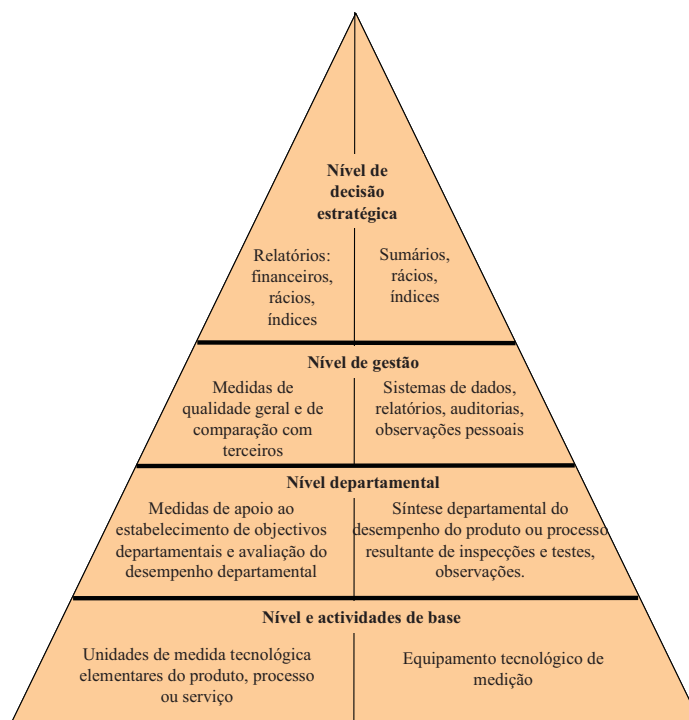 Nível de
decisão
estratégica
Relatórios:
financeiros,
rácios,
índices
Sumários,
rácios,
índices
Nível de gestão
Medidas de
qualidade geral e de
comparação com
terceiros
Sistemas de dados,
relatórios, auditorias,
observações pessoais
Nível departamental
Medidas de apoio ao
estabelecimento de objectivos
departamentais e avaliação do
desempenho departamental
Síntese departamental do
desempenho do produto ou processo
resultante de inspecções e testes,
observações.
Nível e actividades de base
Unidades de medida tecnológica
elementares do produto, processo
ou serviço
Equipamento tecnológico de
medição